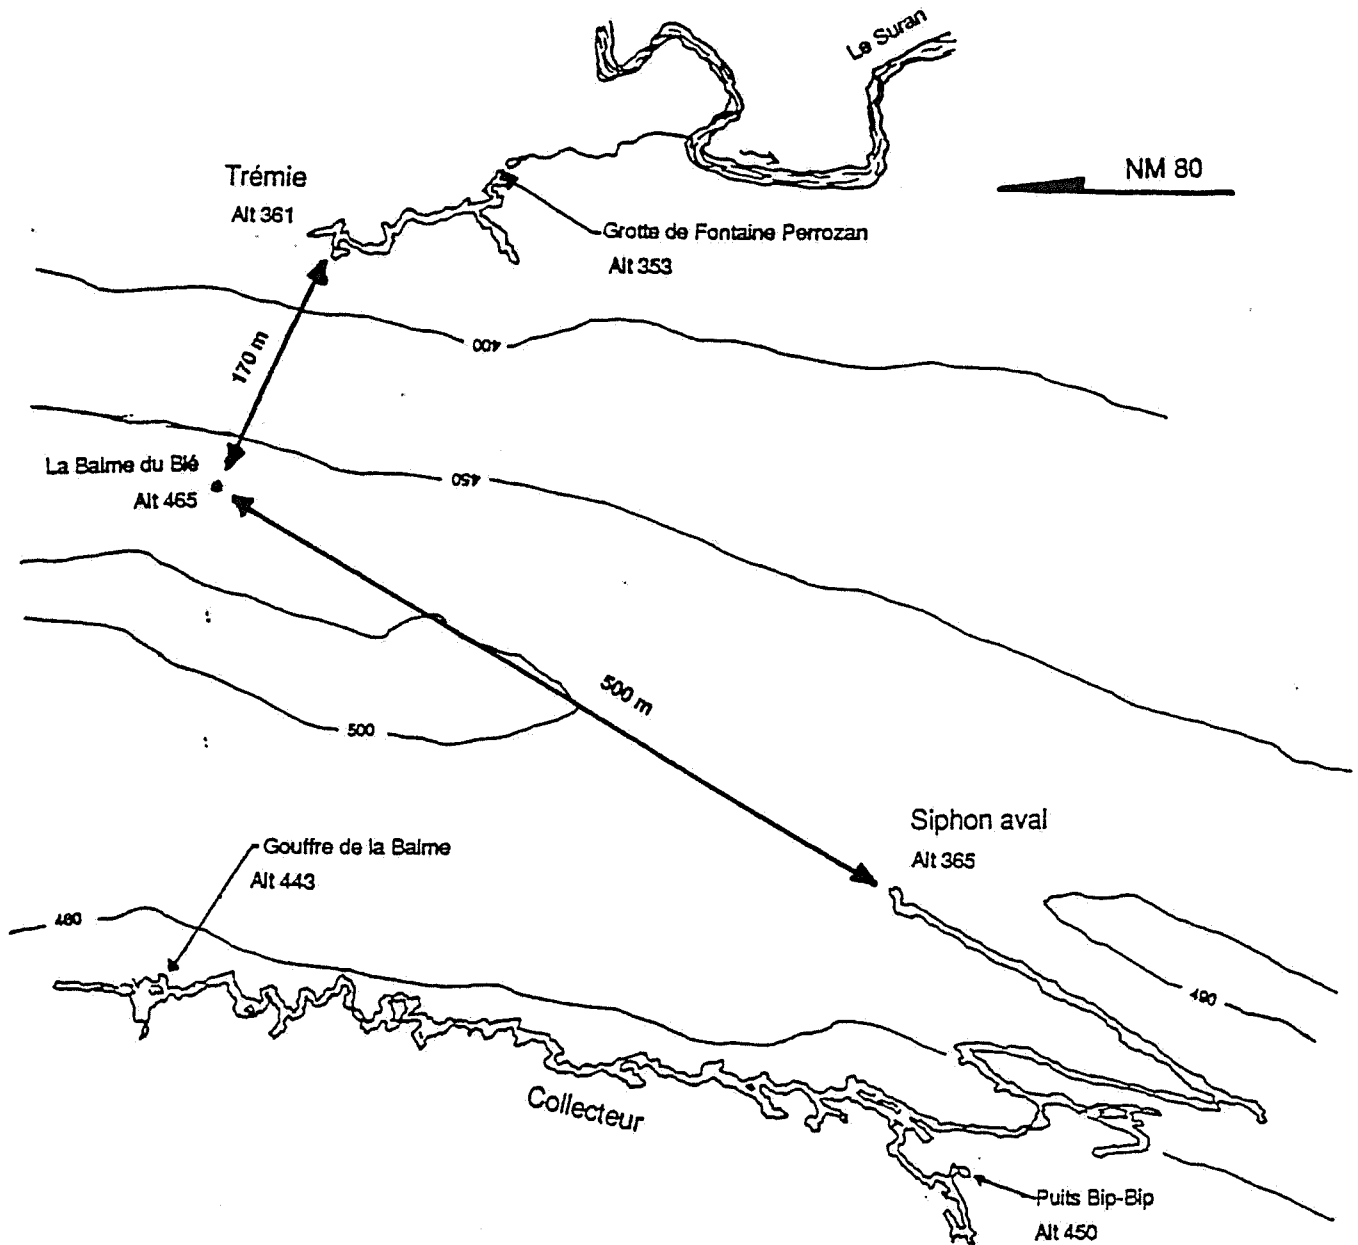 Le Suran
NM 80
Trémie
Alt 361
Grotte de Fontaine Perrozan
Alt 353
170 m
400
La Balme du Blé
Alt 465
450
500 m
500
Siphon aval
Alt 365
Gouffre de la Balme
Alt 443
480
490
Collecteur
Puits Bip-Bip
Alt 450